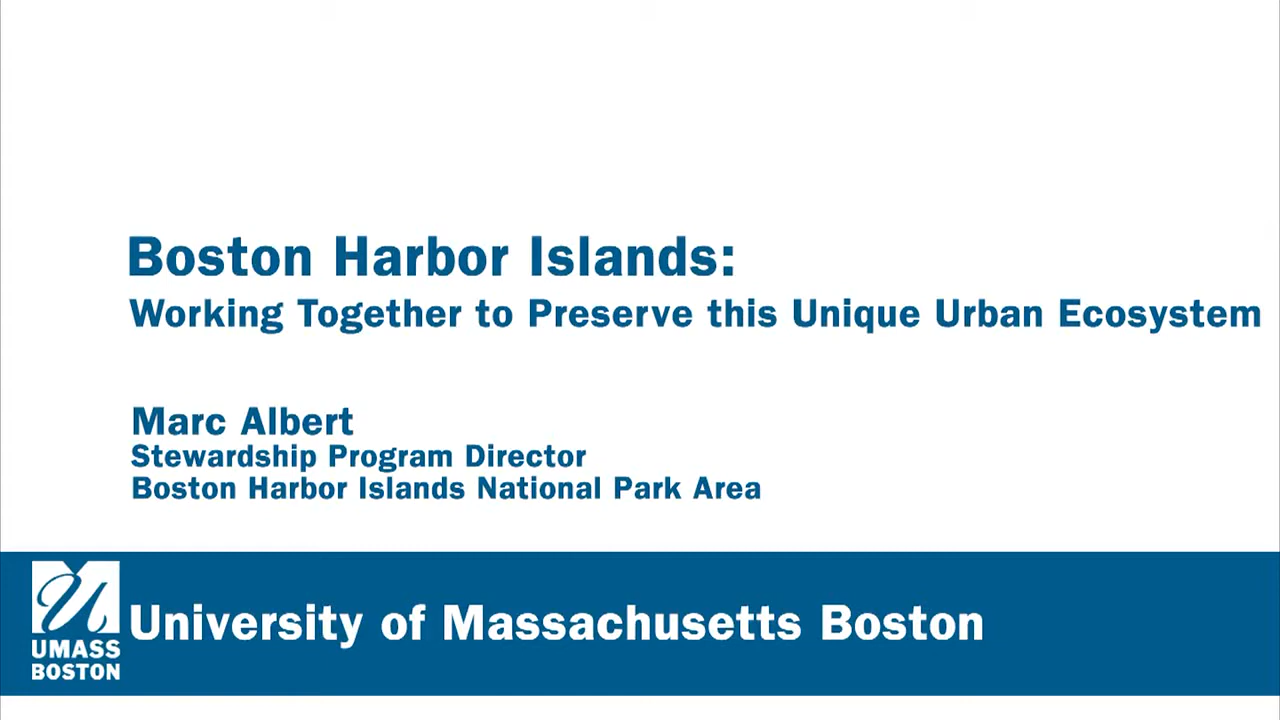 Boston Harbor Islands:
Working Together to Preserve this Unique Urban Ecosystem
Marc Albert
Stewardship Program Director
Boston Harbor Islands National Park Area
University of Massachusetts Boston
UMASS
BOSTON